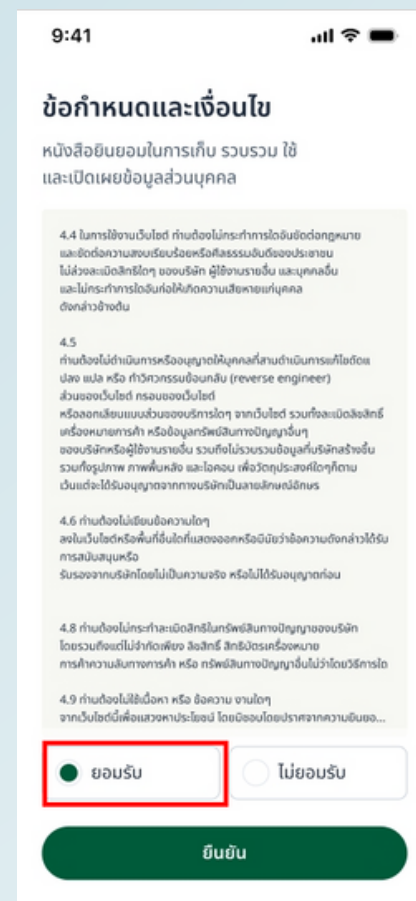 9:41
ข้อกำหนดและเงื่อนไข
หนังสือยินยอมในการเก็บ รวบรวม ใช้
และเปิดเผยข้อมูลส่วนบุคคล
4.4 ในการใช้งานเว็บไซต์ ท่านต้องไม่กระทำการใดอันขัดต่อกฎหมาย
และขัดต่อความสงบเรียบร้อยหรือศีลธรรมอันดีของประชาชน
ไม่ล่วงละเมิดสิทธิใดๆ ของบริษัท ผู้ใช้งานรายอื่น และบุคคลอื่น
และไม่กระทำการใดอันก่อให้เกิดความเสียหายแก่บุคคล
ดังกล่าวข้างต้น
4.5
ท่านต้องไม่ดำเนินการหรืออนุญาตให้บุคคลที่สามดำเนินการแก้ไขดัดแ
ปลง แปล หรือ ทำวิศวกรรมย้อนกลับ (reverse engineer)
ส่วนของเว็บไซต์ กรอบของเว็บไซต์
หรือลอกเลียนแบบส่วนของบริการใดๆ จากเว็บไซต์ รวมทั้งละเมิดลิขสิทธิ์
เครื่องหมายการค้า หรือข้อมูลทรัพย์สินทางปัญญาอื่นๆ
ของบริษัทหรือผู้ใช้งานรายอื่น รวมถึงไม่รวบรวมข้อมูลที่บริษัทสร้างขึ้น
รวมทั้งรูปภาพ ภาพพื้นหลัง และไอคอน เพื่อวัตถุประสงค์ใดๆก็ตาม
เว้นแต่จะได้รับอนุญาตจากทางบริษัทเป็นลายลักษณ์อักษร
4.6 ท่านต้องไม่เขียนข้อความใดๆ
ลงในเว็บไซต์หรือพื้นที่อื่นใดที่แสดงออกหรือมีนัยว่าข้อความดังกล่าวได้รับ
การสนับสนุนหรือ
รับรองจากบริษัทโดยไม่เป็นความจริง หรือไม่ได้รับอนุญาตก่อน
4.8 ท่านต้องไม่กระทำละเมิดสิทธิในทรัพย์สินทางปัญญาของบริษัท
โดยรวมถึงแต่ไม่จำกัดเพียง ลิขสิทธิ์ สิทธิบัตรเครื่องหมาย
การค้าความลับทางการค้า หรือ ทรัพย์สินทางปัญญาอื่นไม่ว่าโดยวิธีการใด
4.9 ท่านต้องไม่ใช้เนื้อหา หรือ ข้อความ งานใดๆ
จากเว็บไซต์นี้เพื่อแสวงหาประโยชน์ โดยมิชอบโดยปราศจากความยินยอ...
ยอมรับ
ไม่ยอมรับ
ยืนยัน